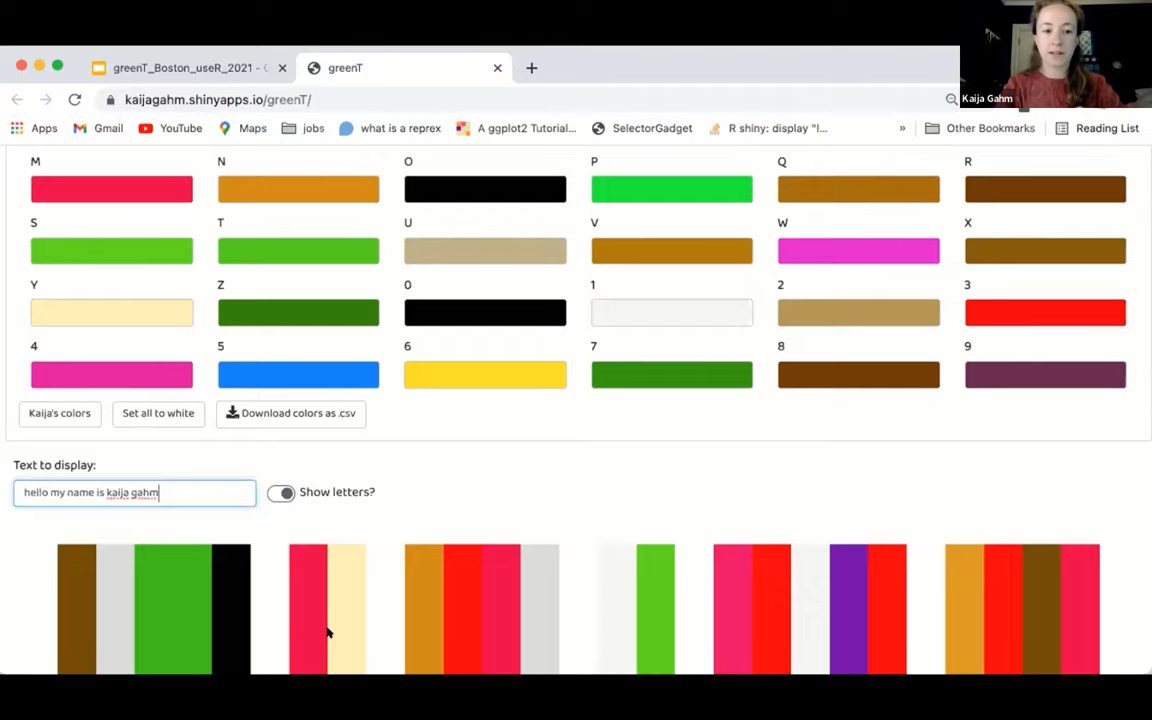 greenT_Boston_useR_2021 - G
greenT
kaijagahm.shinyapps.io/greenT/
Kaija Gahm
Apps Gmail YouTube Maps jobs what is a reprex A ggplot2 Tutorial... SelectorGadget R shiny: display "l... » Other Bookmarks Reading List
M N O P Q R
S T U V W X
Y Z 0 1 2 3
4 5 6 7 8 9
Kaija's colors Set all to white Download colors as .csv
Text to display:
hello my name is kaija gahm Show letters?